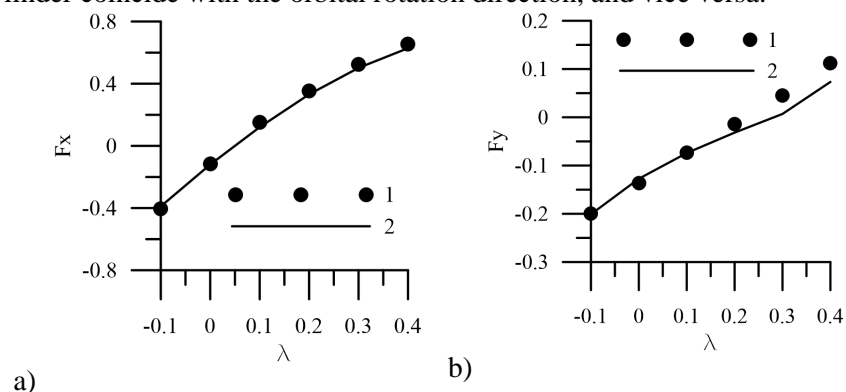 inder coincide with the orbital rotation direction, and vice versa.
0.8
0.4
0
-0.4
-0.8
Fx
1
2
-0.1 0 0.1 0.2 0.3 0.4
λ
a)
0.2
0.1
0
-0.1
-0.2
-0.3
Fy
1
2
-0.1 0 0.1 0.2 0.3 0.4
λ
b)